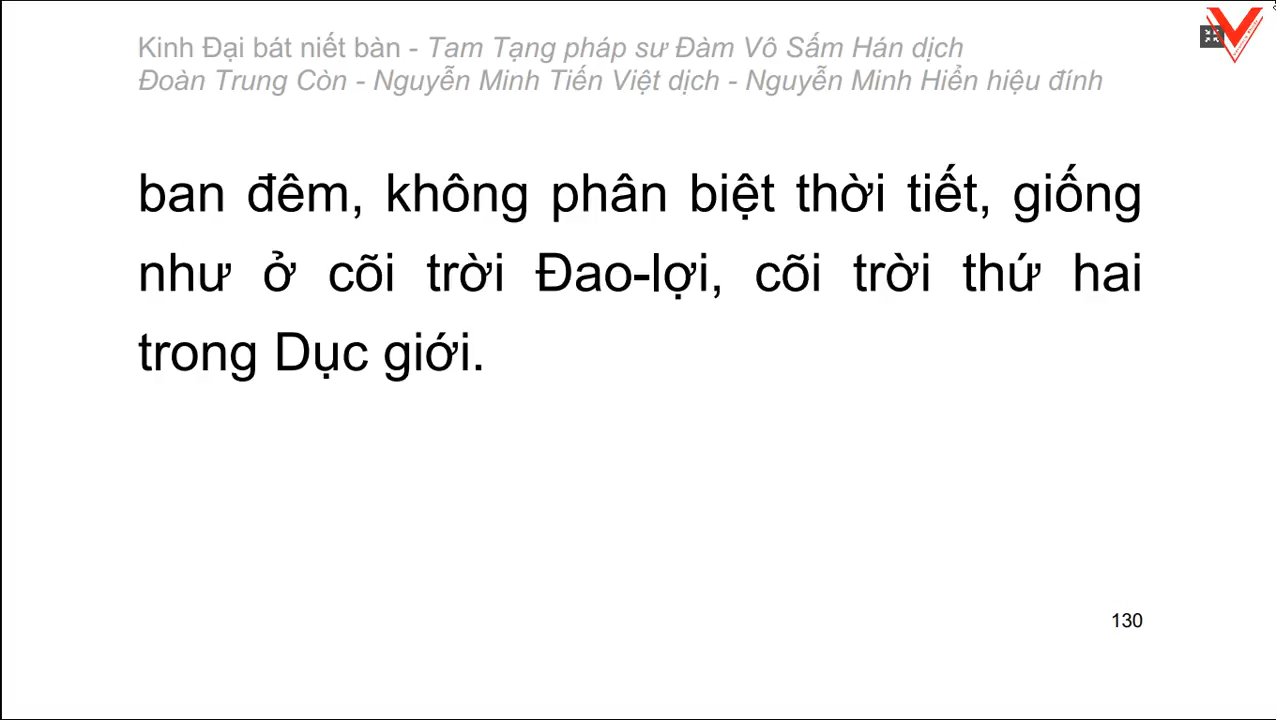 Kinh Đại bát niết bàn - Tam Tạng pháp sư Đàm Vô Sấm Hán dịch
Đoàn Trung Còn - Nguyễn Minh Tiến Việt dịch - Nguyễn Minh Hiển hiệu đính
ban đêm, không phân biệt thời tiết, giống
như ở cõi trời Đao-lợi, cõi trời thứ hai
trong Dục giới.
130